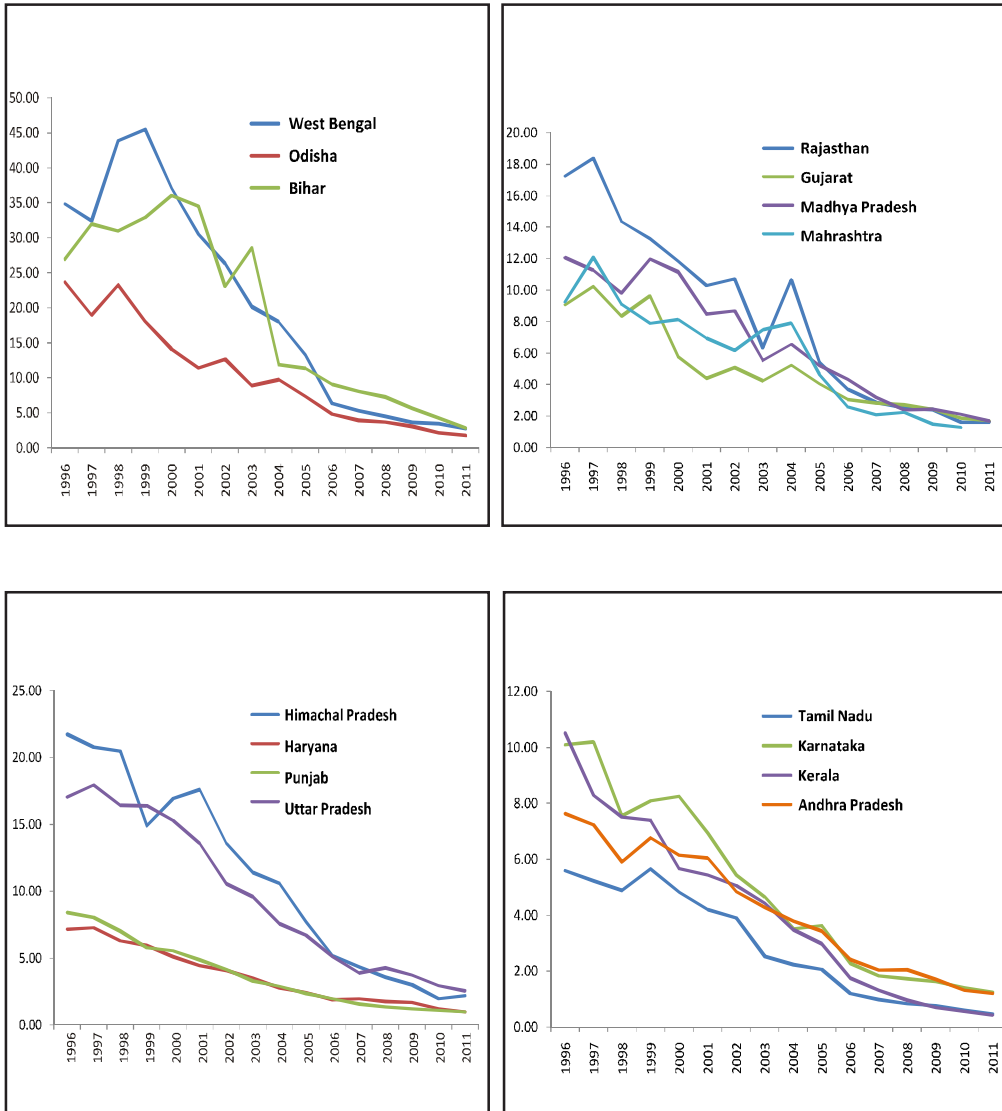 50.00
45.00
40.00
35.00
30.00
25.00
20.00
15.00
10.00
5.00
0.00
West Bengal
Odisha
Bihar
1996 1997 1998 1999 2000 2001 2002 2003 2004 2005 2006 2007 2008 2009 2010 2011
20.00
18.00
16.00
14.00
12.00
10.00
8.00
6.00
4.00
2.00
0.00
Rajasthan
Gujarat
Madhya Pradesh
Mahrashtra
1996 1997 1998 1999 2000 2001 2002 2003 2004 2005 2006 2007 2008 2009 2010 2011
25.00
20.00
15.00
10.00
5.00
0.00
Himachal Pradesh
Haryana
Punjab
Uttar Pradesh
1996 1997 1998 1999 2000 2001 2002 2003 2004 2005 2006 2007 2008 2009 2010 2011
12.00
10.00
8.00
6.00
4.00
2.00
0.00
Tamil Nadu
Karnataka
Kerala
Andhra Pradesh
1996 1997 1998 1999 2000 2001 2002 2003 2004 2005 2006 2007 2008 2009 2010 2011